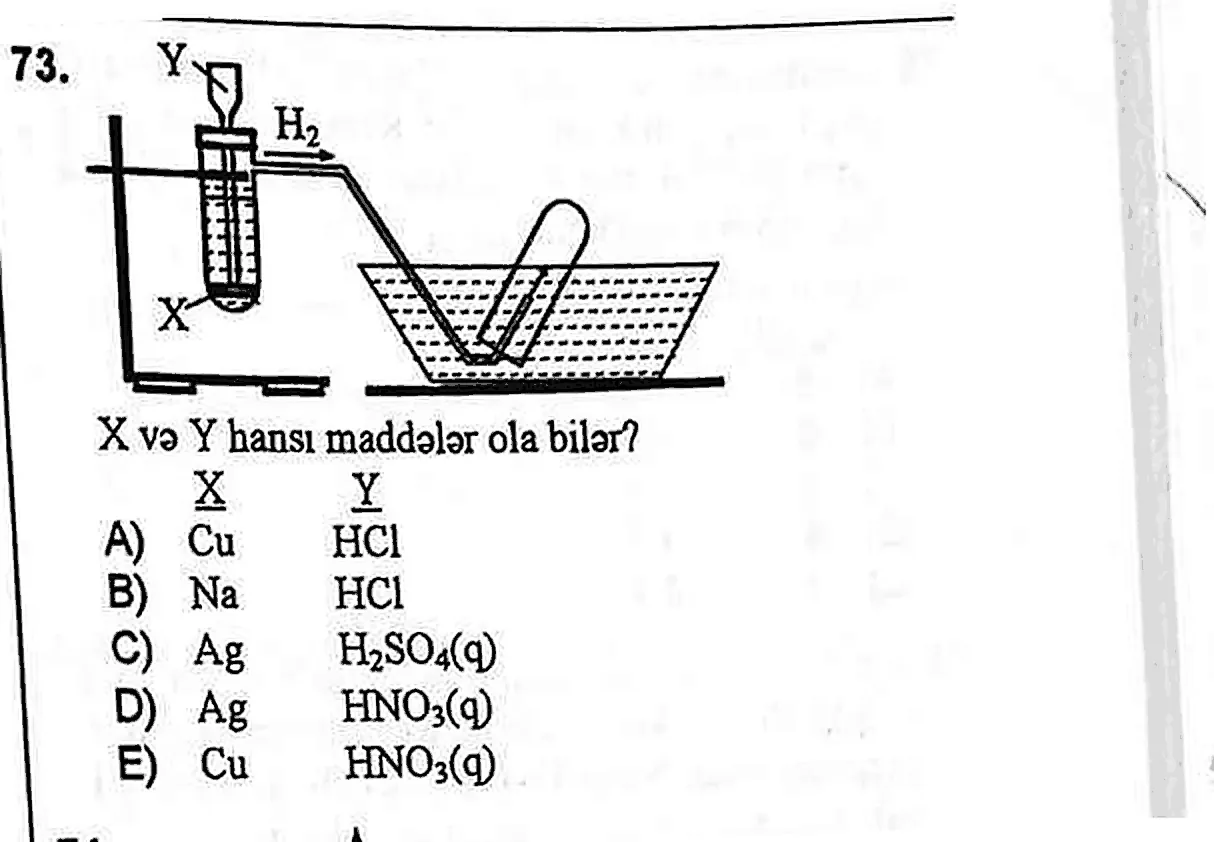 73.
Y
H₂
X
X və Y hansı maddələr ola bilər?
X Y
A) Cu HCl
B) Na HCl
C) Ag H₂SO₄(q)
D) Ag HNO₃(q)
E) Cu HNO₃(q)